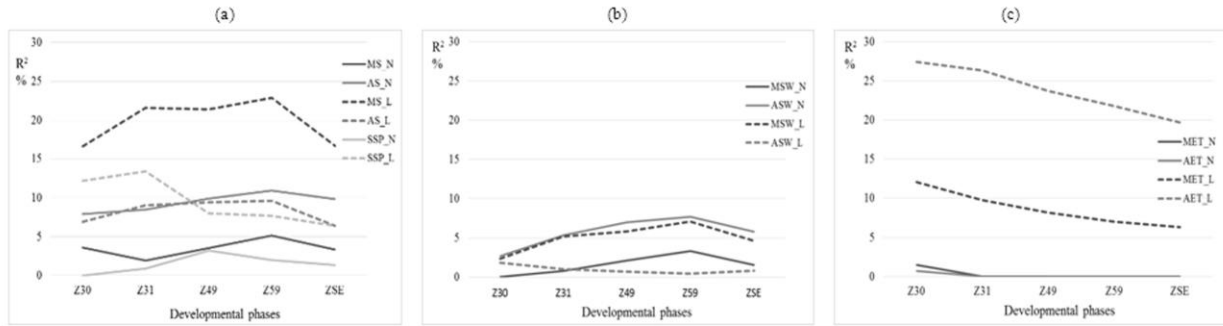 (a)
R²
%
30
25
20
15
10
5
0
MS_N
AS_N
MS_L
AS_L
SSP_N
SSP_L
Z30 Z31 Z49 Z59 ZSE
Developmental phases
(b)
R²
%
30
25
20
15
10
5
0
MSW_N
ASW_N
MSW_L
ASW_L
Z30 Z31 Z49 Z59 ZSE
Developmental phases
(c)
R²
%
30
25
20
15
10
5
0
MET_N
AET_N
MET_L
AET_L
Z30 Z31 Z49 Z59 ZSE
Developmental phases